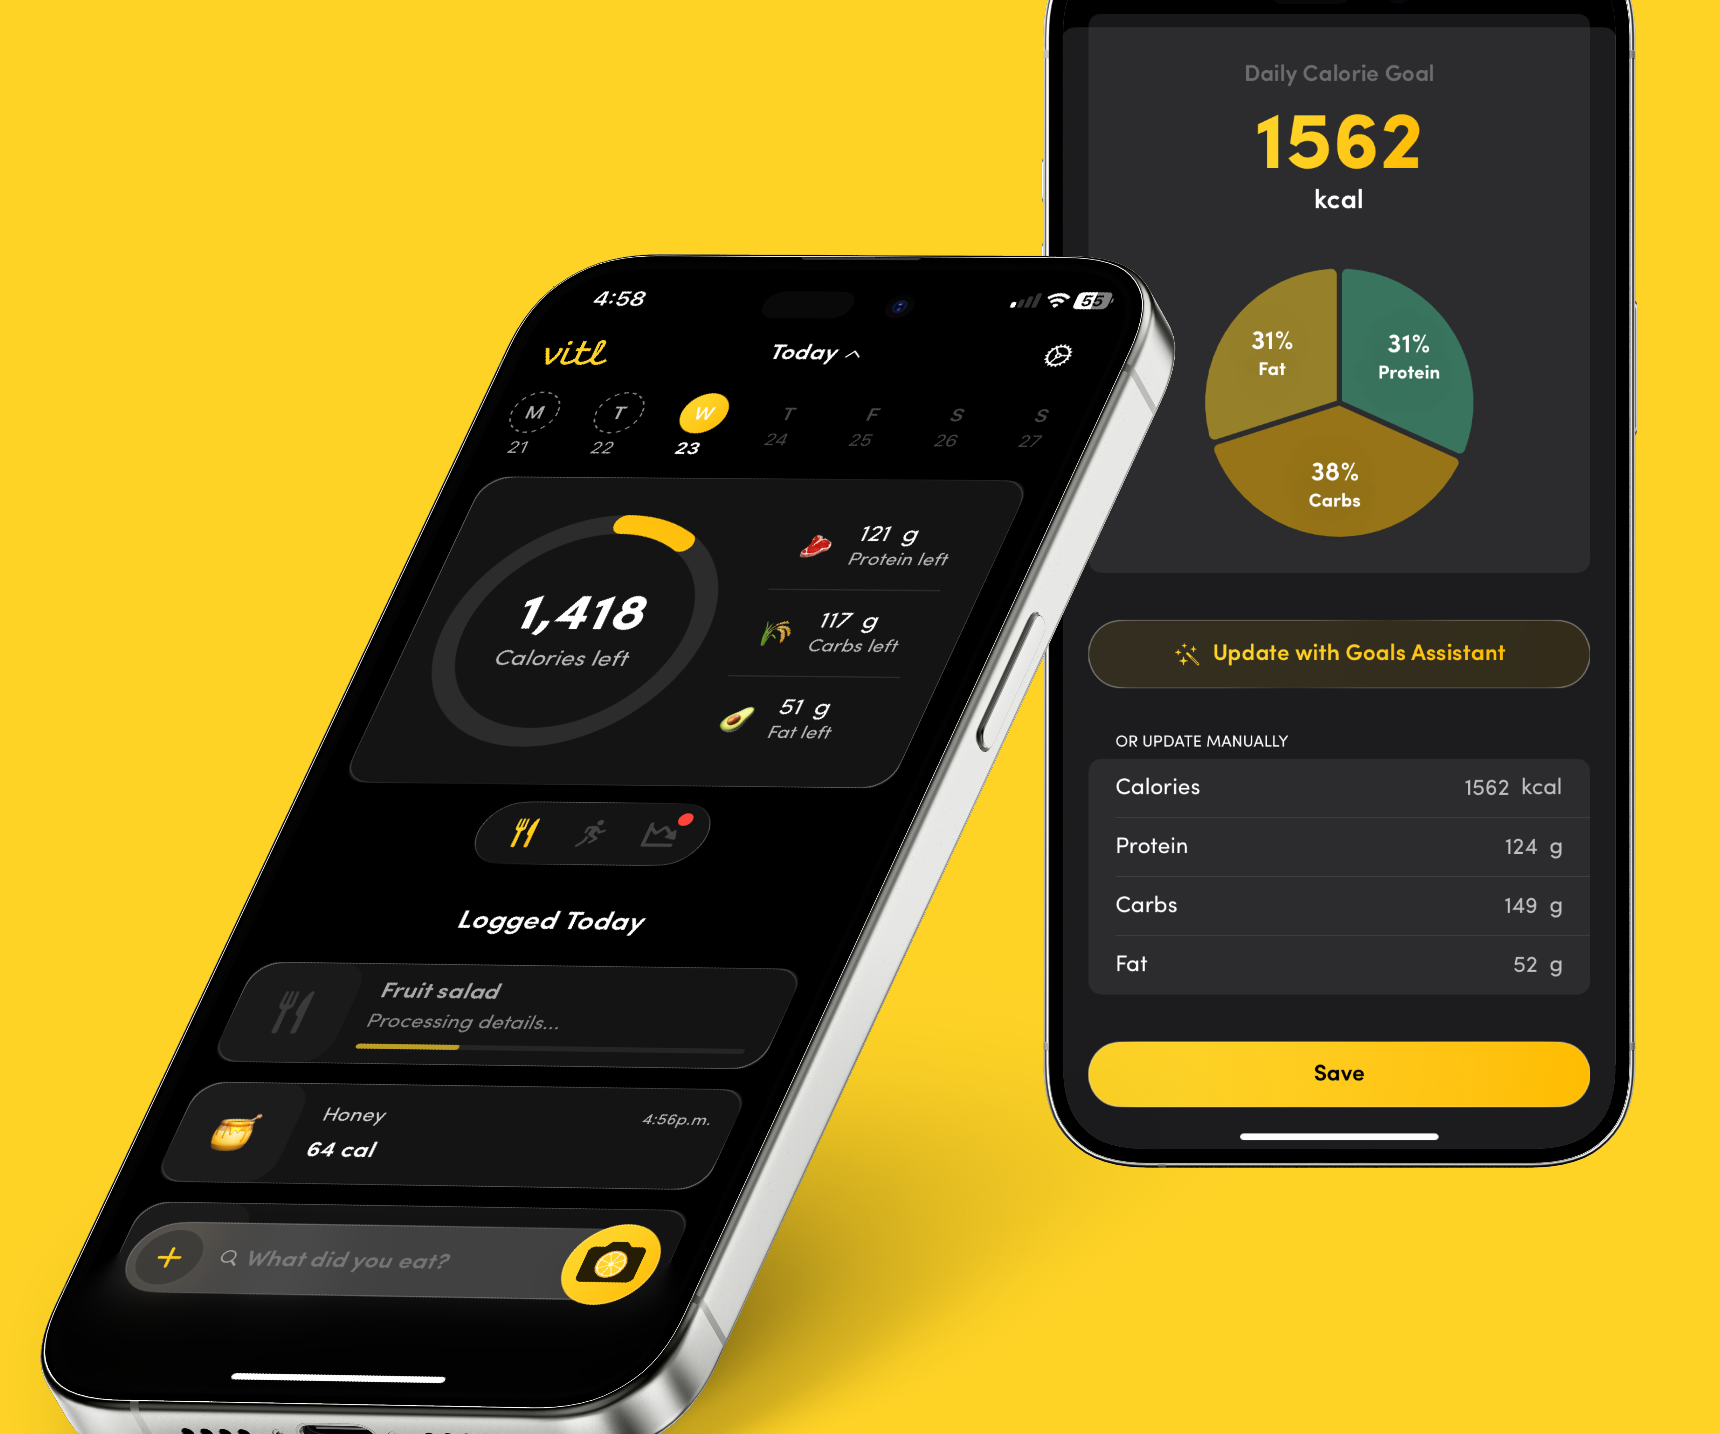 4:58
55
vitl
Today
M
T
W
T
F
S
S
21
22
23
24
25
26
27
1,418
Calories left
121 g
Protein left
117 g
Carbs left
51 g
Fat left
Logged Today
Fruit salad
Processing details...
Honey
4:56p.m.
64 cal
What did you eat?
Daily Calorie Goal
1562
kcal
31%
Fat
31%
Protein
38%
Carbs
Update with Goals Assistant
OR UPDATE MANUALLY
Calories
1562 kcal
Protein
124 g
Carbs
149 g
Fat
52 g
Save